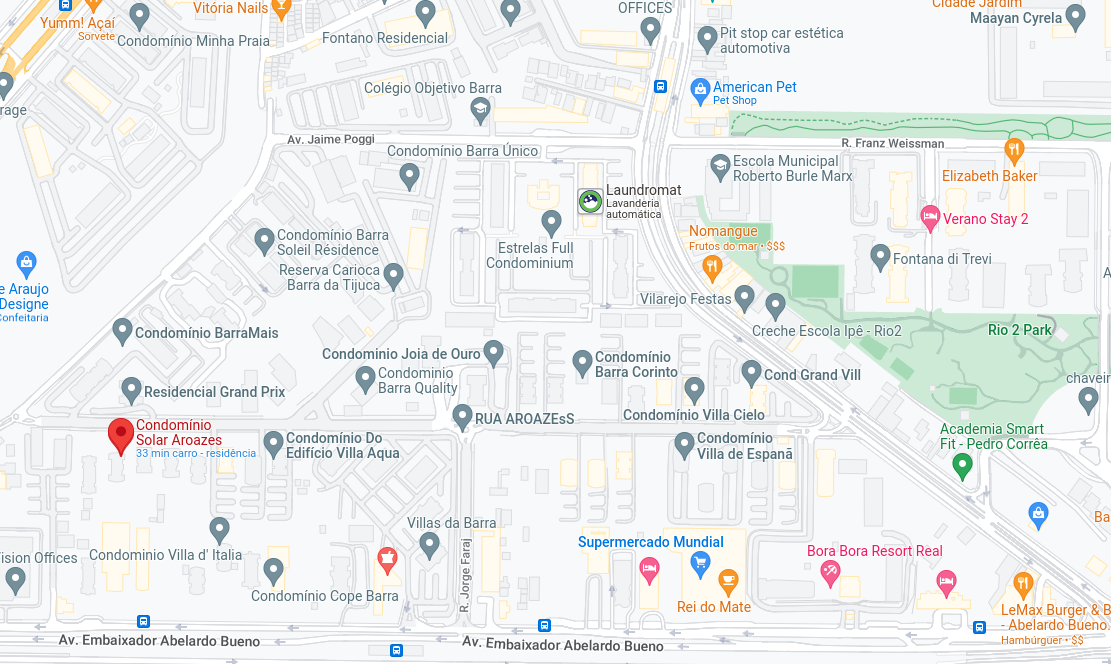 OFFICES
Cidade Jardim
Vitória Nails
Maayan Cyrela
Yumm! Açaí
Sorvete
Condomínio Minha Praia
Fontano Residencial
Pit stop car estética
automotiva
Colégio Objetivo Barra
American Pet
Pet Shop
rage
Av. Jaime Poggi
R. Franz Weissman
Condomínio Barra Único
Escola Municipal
Roberto Burle Marx
Elizabeth Baker
Laundromat
Lavanderia
automática
Verano Stay 2
Condomínio Barra
Soleil Résidence
Nomangue
Frutos do mar • $$$
Estrelas Full
Condominium
Fontana di Trevi
Reserva Carioca
Barra da Tijuca
A
e Araujo
Designe
Confeitaria
Vilarejo Festas
Creche Escola Ipê - Rio2
Rio 2 Park
Condomínio BarraMais
Condominio Joia de Ouro
Condomínio
Barra Corinto
Condominio
Barra Quality
Cond Grand Vill
chaveir
Residencial Grand Prix
RUA AROAZEsS
Condomínio Villa Cielo
Condomínio
Solar Aroazes
33 min carro - residência
Condomínio Do
Edifício Villa Aqua
Condomínio
Villa de Espanã
Academia Smart
Fit - Pedro Corrêa
Villas da Barra
Ba
Supermercado Mundial
ision Offices
Condominio Villa d' Italia
Bora Bora Resort Real
R. Jorge Faraj
Condomínio Cope Barra
Rei do Mate
LeMax Burger & B
- Abelardo Bueno.
Hambúrguer • $$
Av. Embaixador Abelardo Bueno
Av. Embaixador Abelardo Bueno